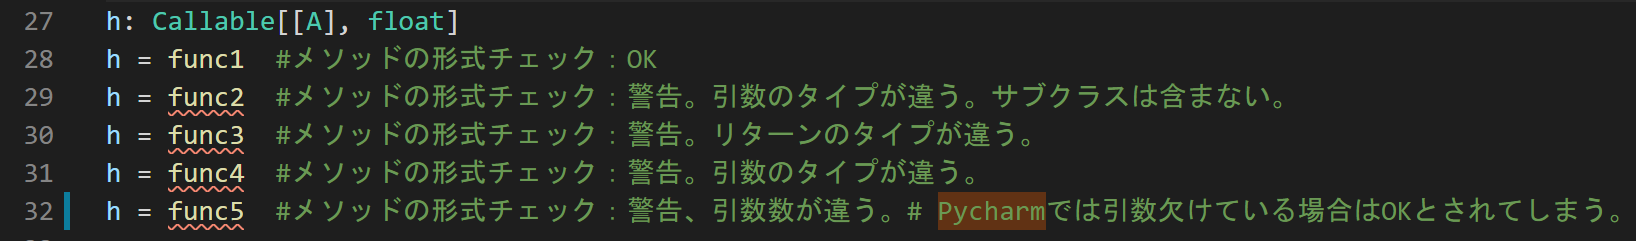 27 h: Callable[[A], float]
28 h = func1 #メソッドの形式チェック：OK
29 h = func2 #メソッドの形式チェック：警告。引数のタイプが違う。サブクラスは含まない。
30 h = func3 #メソッドの形式チェック：警告。リターンのタイプが違う。
31 h = func4 #メソッドの形式チェック：警告。引数のタイプが違う。
32 h = func5 #メソッドの形式チェック：警告、引数数が違う。# Pycharmでは引数欠けている場合はOKとされてしまう。